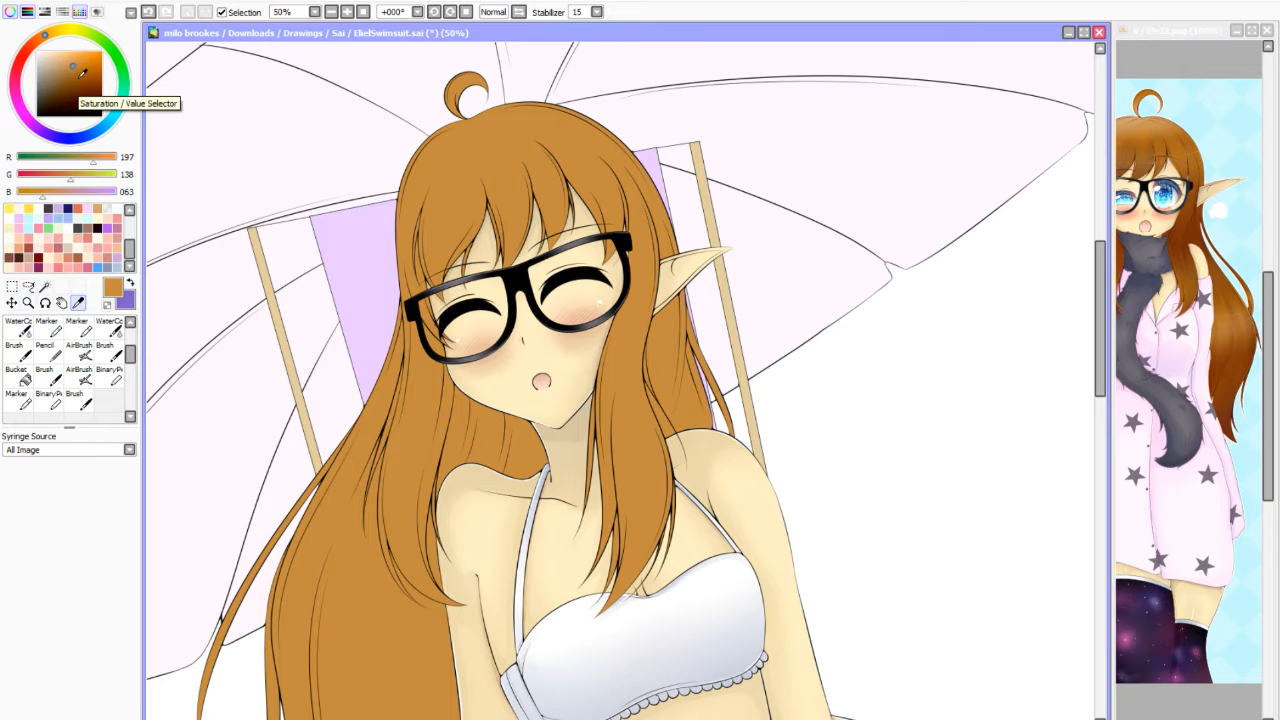 Selection 50% +000° Normal Stabilizer 15
milo brookes / Downloads / Drawings / Sai / ElielSwimsuit.sai (*) (50%)
Saturation / Value Selector
R 197
G 138
B 063
WaterCo Marker Marker WaterCo
Brush Pencil AirBrush Brush
Bucket Brush AirBrush BinaryPe
Marker BinaryPe Brush
Syringe Source
All Image